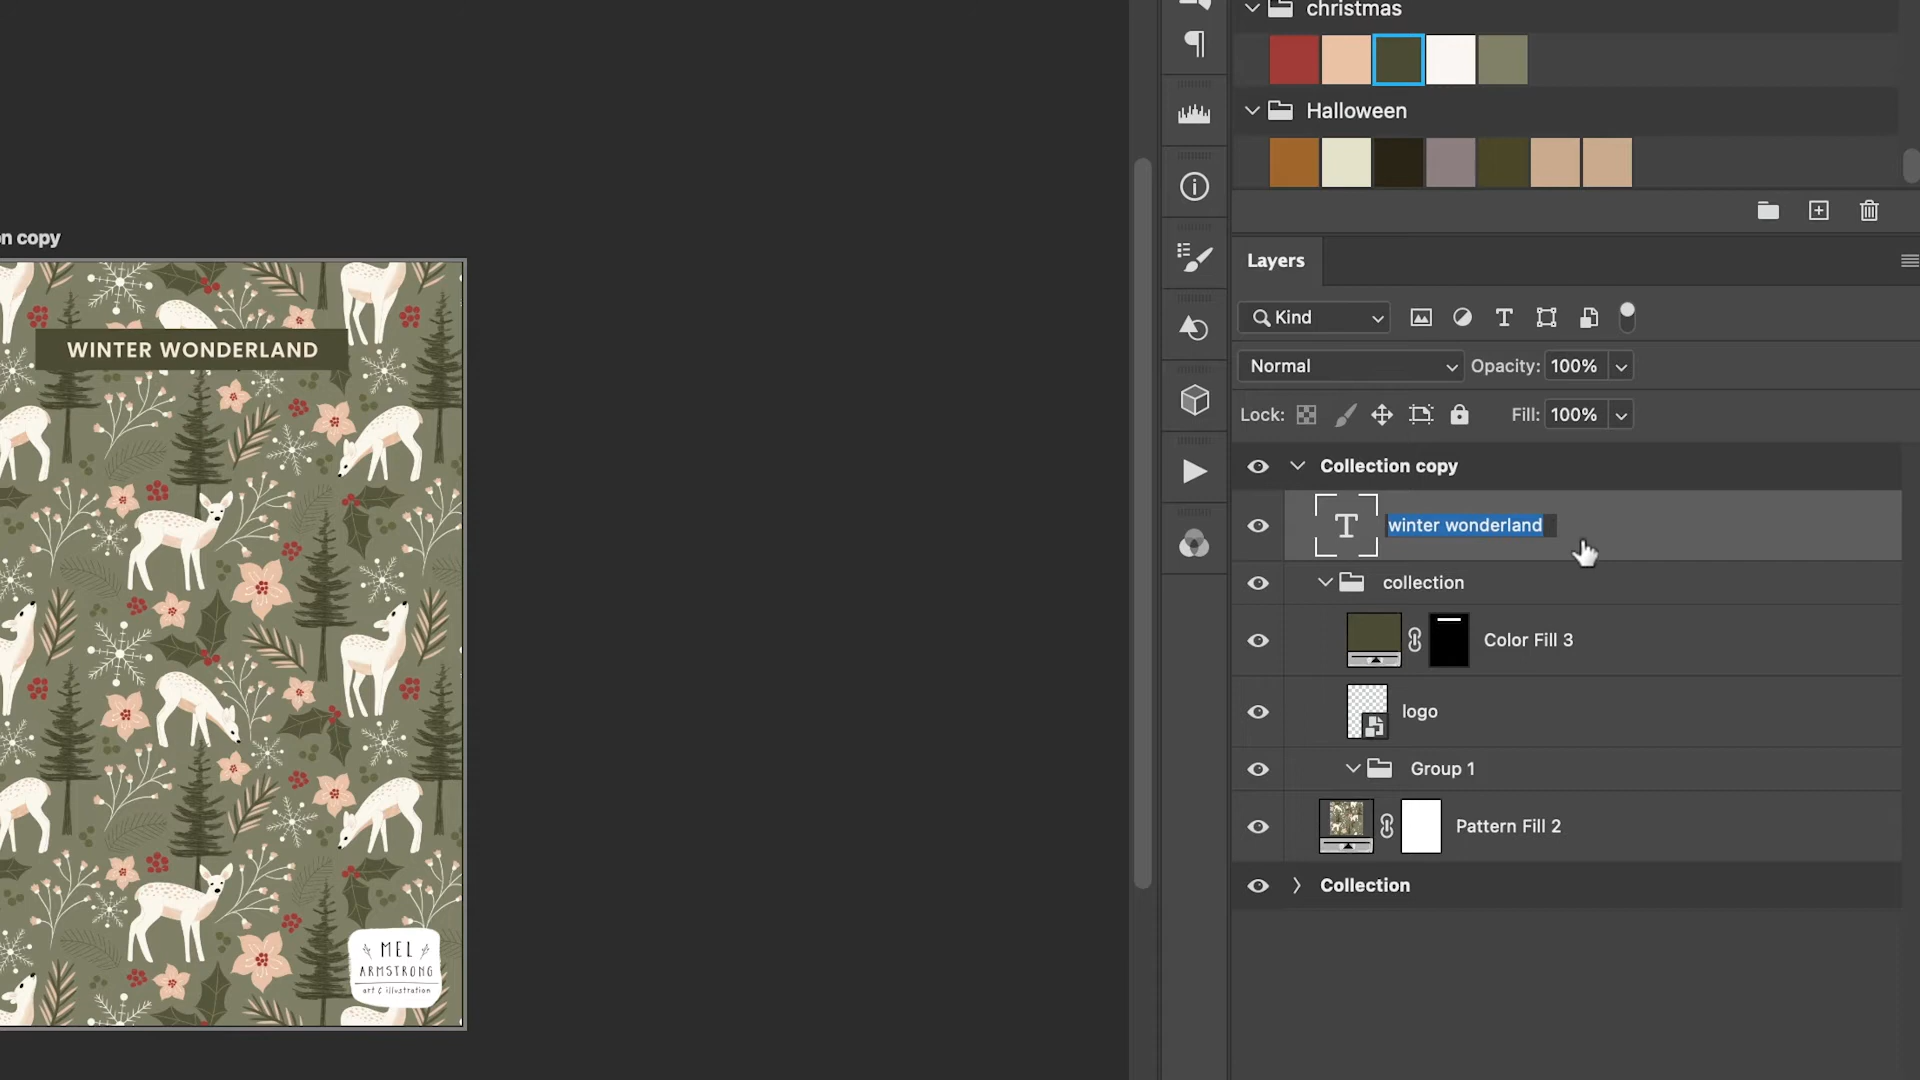 christmas
Halloween
on copy
WINTER WONDERLAND
MEL
ARMSTRONG
art & illustration
Layers
Kind
Normal
Opacity: 100%
Lock:
Fill: 100%
Collection copy
winter wonderland
collection
Color Fill 3
logo
Group 1
Pattern Fill 2
Collection